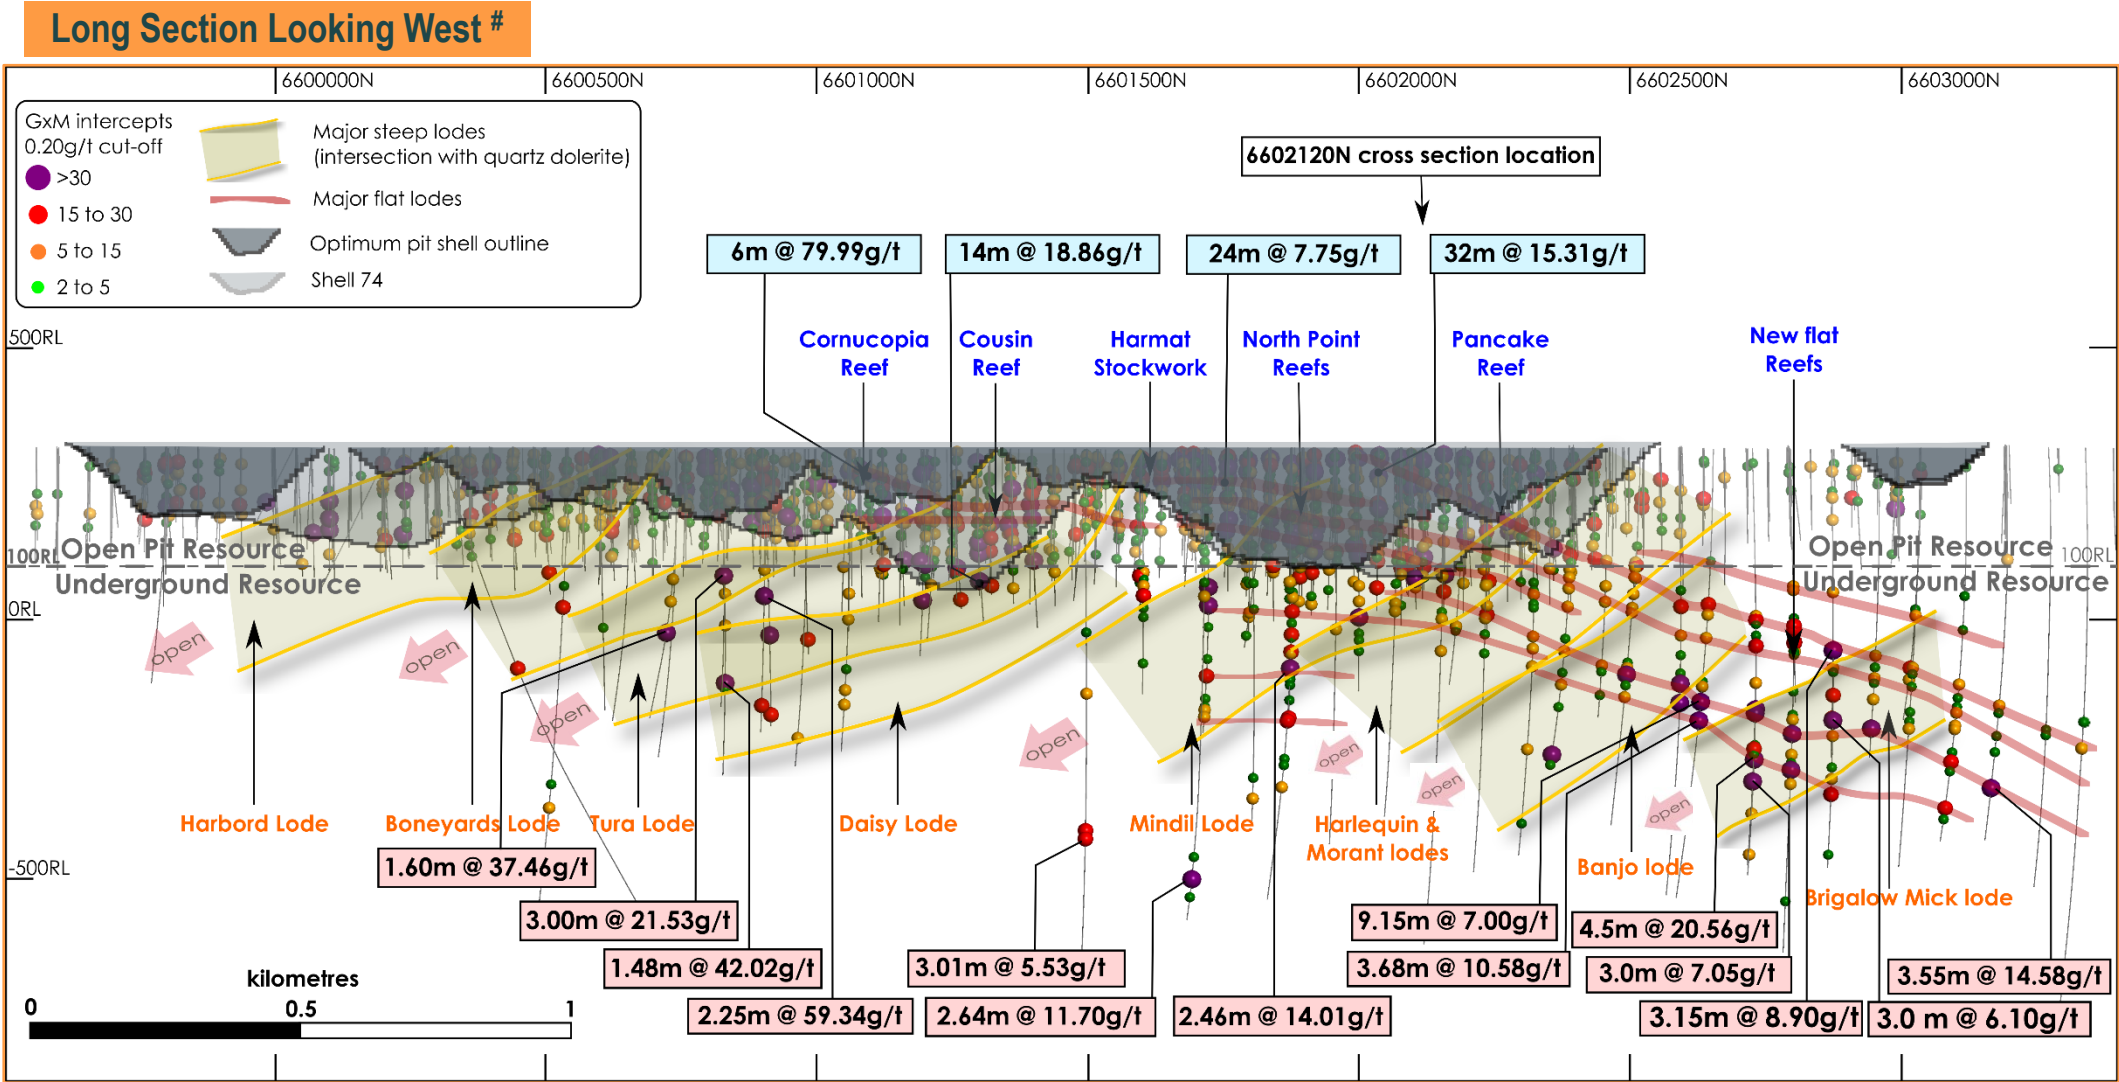 Long Section Looking West #
6600000N
6600500N
6601000N
6601500N
6602000N
6602500N
6603000N
GxM intercepts
0.20g/t cut-off
>30
15 to 30
5 to 15
2 to 5
Major steep lodes
(intersection with quartz dolerite)
Major flat lodes
Optimum pit shell outline
Shell 74
6602120N cross section location
6m @ 79.99g/t
14m @ 18.86g/t
24m @ 7.75g/t
32m @ 15.31g/t
500RL
Cornucopia
Reef
Cousin
Reef
Harmat
Stockwork
North Point
Reefs
Pancake
Reef
New flat
Reefs
100RL
Open Pit Resource
Underground Resource
Open Pit Resource
100RL
Underground Resource
0RL
open
open
open
open
open
open
open
Harbord Lode
Boneyards Lode
Tura Lode
Daisy Lode
Mindil Lode
Harlequin &
Morant lodes
Banjo lode
Brigalow Mick lode
-500RL
1.60m @ 37.46g/t
3.00m @ 21.53g/t
1.48m @ 42.02g/t
2.25m @ 59.34g/t
3.01m @ 5.53g/t
2.64m @ 11.70g/t
2.46m @ 14.01g/t
9.15m @ 7.00g/t
3.68m @ 10.58g/t
4.5m @ 20.56g/t
3.0m @ 7.05g/t
3.15m @ 8.90g/t
3.0 m @ 6.10g/t
3.55m @ 14.58g/t
kilometres
0
0.5
1